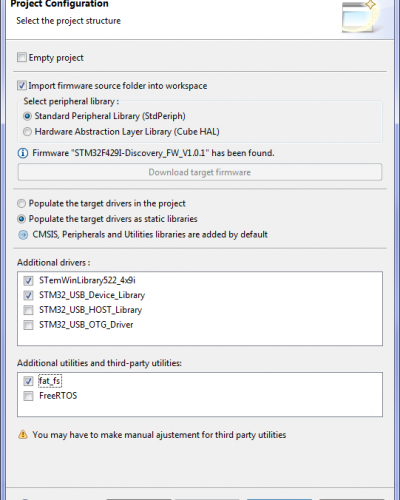 Project Configuration
Select the project structure
Empty project
Import firmware source folder into workspace
Select peripheral library :
Standard Peripheral Library (StdPeriph)
Hardware Abstraction Layer Library (Cube HAL)
Firmware "STM32F429I-Discovery_FW_V1.0.1" has been found.
Download target firmware
Populate the target drivers in the project
Populate the target drivers as static libraries
CMSIS, Peripherals and Utilities libraries are added by default
Additional drivers :
STemWinLibrary522_4x9i
STM32_USB_Device_Library
STM32_USB_HOST_Library
STM32_USB_OTG_Driver
Additional utilities and third-party utilities:
fat_fs
FreeRTOS
You may have to make manual ajustement for third party utilities